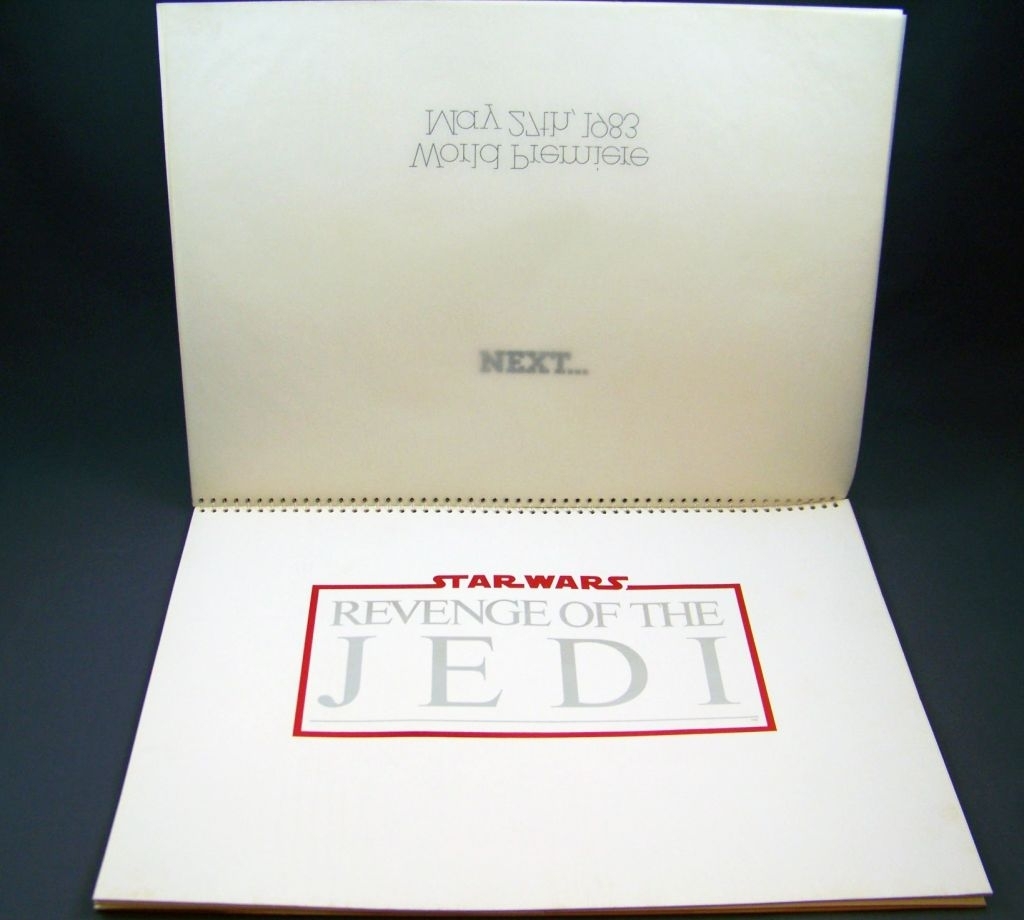 World Premiere
May 27th, 1983
NEXT...
STAR WARS
REVENGE OF THE
JEDI